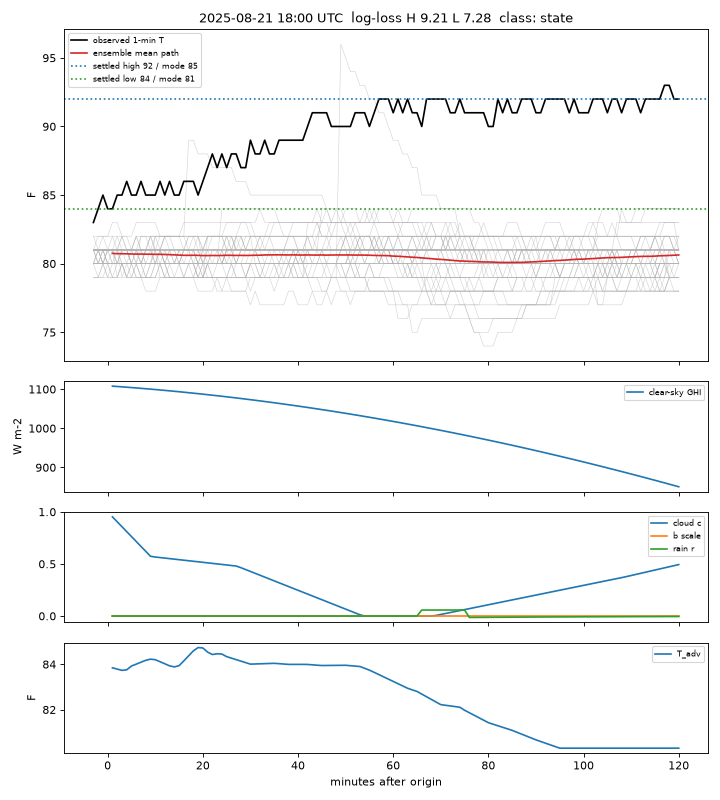 2025-08-21 18:00 UTC  log-loss H 9.21 L 7.28  class: state
observed 1-min T
ensemble mean path
settled high 92 / mode 85
settled low 84 / mode 81
95
90
85
80
75
F
clear-sky GHI
1100
1000
900
W m-2
cloud c
b scale
rain r
1.0
0.5
0.0
T_adv
84
82
F
0 20 40 60 80 100 120
minutes after origin